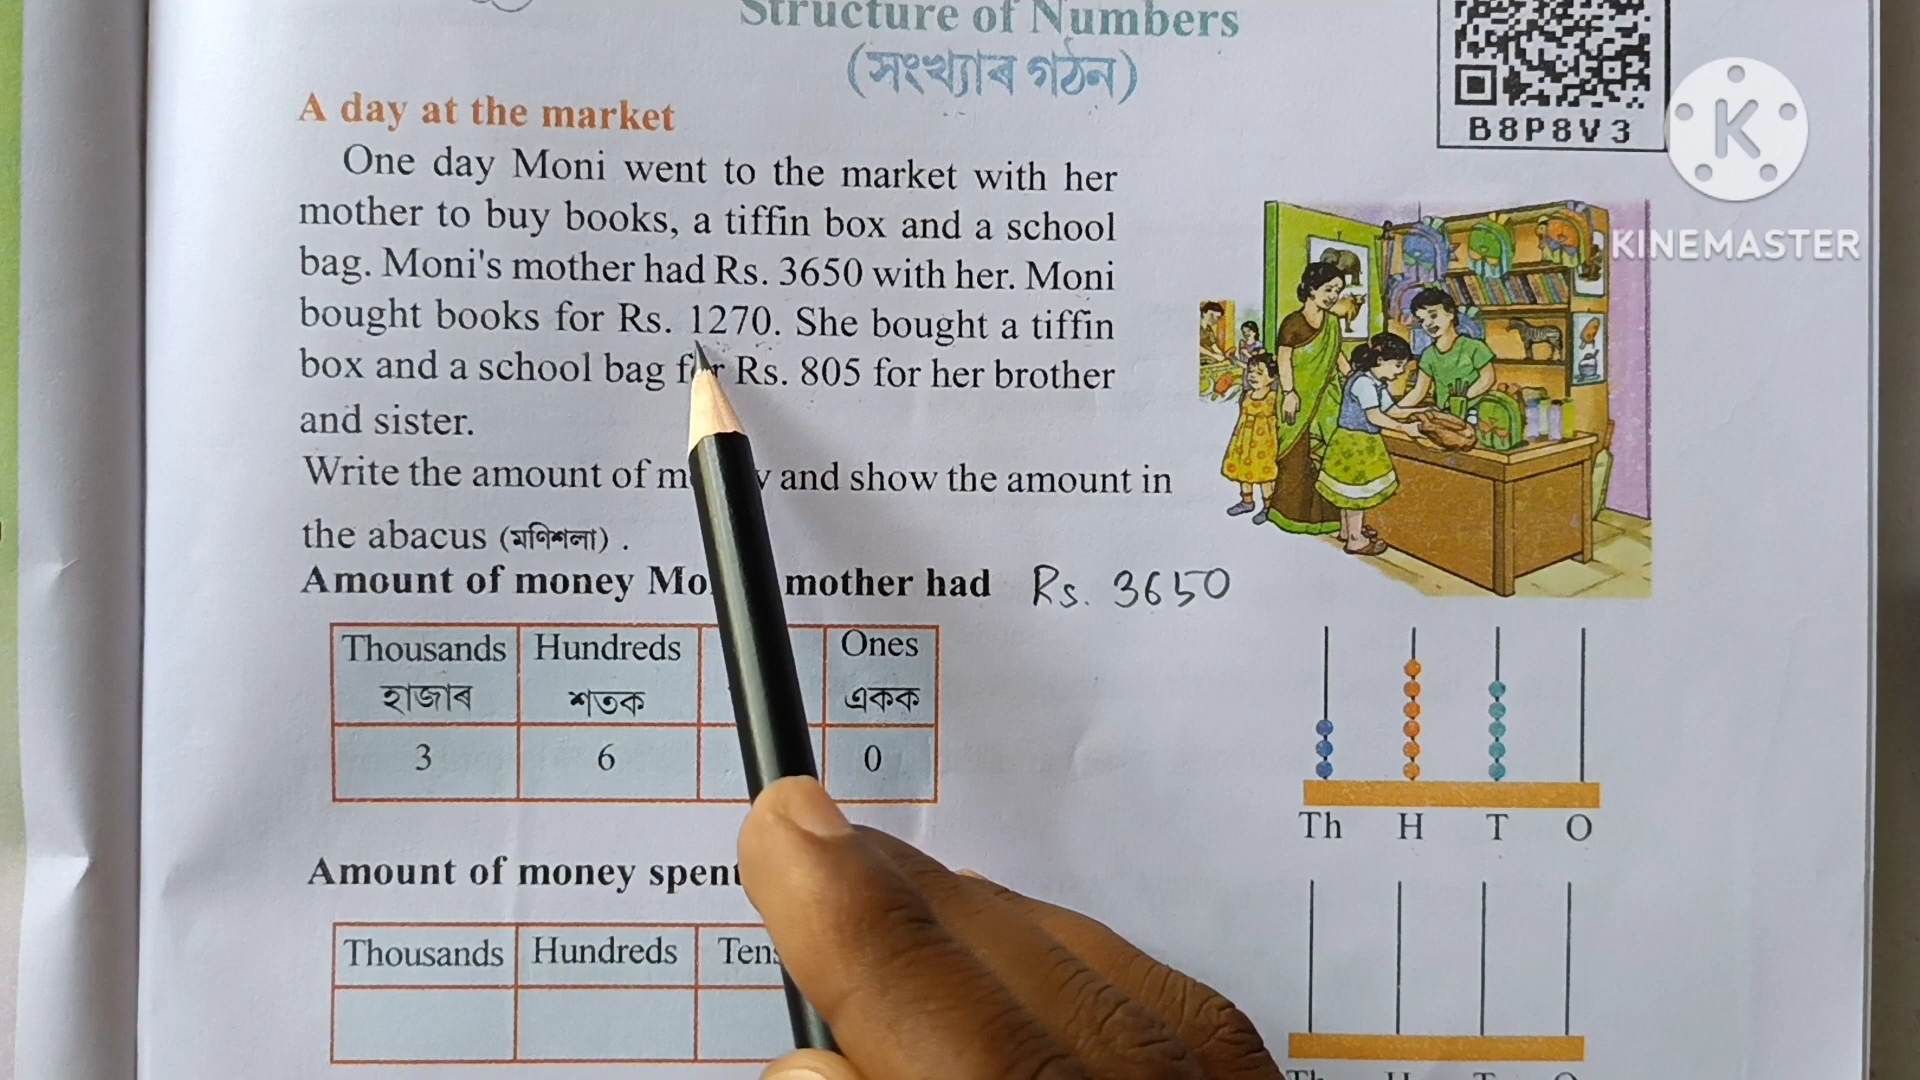 Structure of Numbers
(সংখ্যাৰ গঠন)
B8P8V3
KINEMASTER
A day at the market
One day Moni went to the market with her
mother to buy books, a tiffin box and a school
bag. Moni's mother had Rs. 3650 with her. Moni
bought books for Rs. 1270. She bought a tiffin
box and a school bag for Rs. 805 for her brother
and sister.
Write the amount of and show the amount in
the abacus (মণিশলা) .
Amount of money mother had Rs. 3650
Thousands Hundreds Ones
হাজাৰ শতক একক
3 6 0
Th H T O
Amount of money spent
Thousands Hundreds Tens
Th H T O